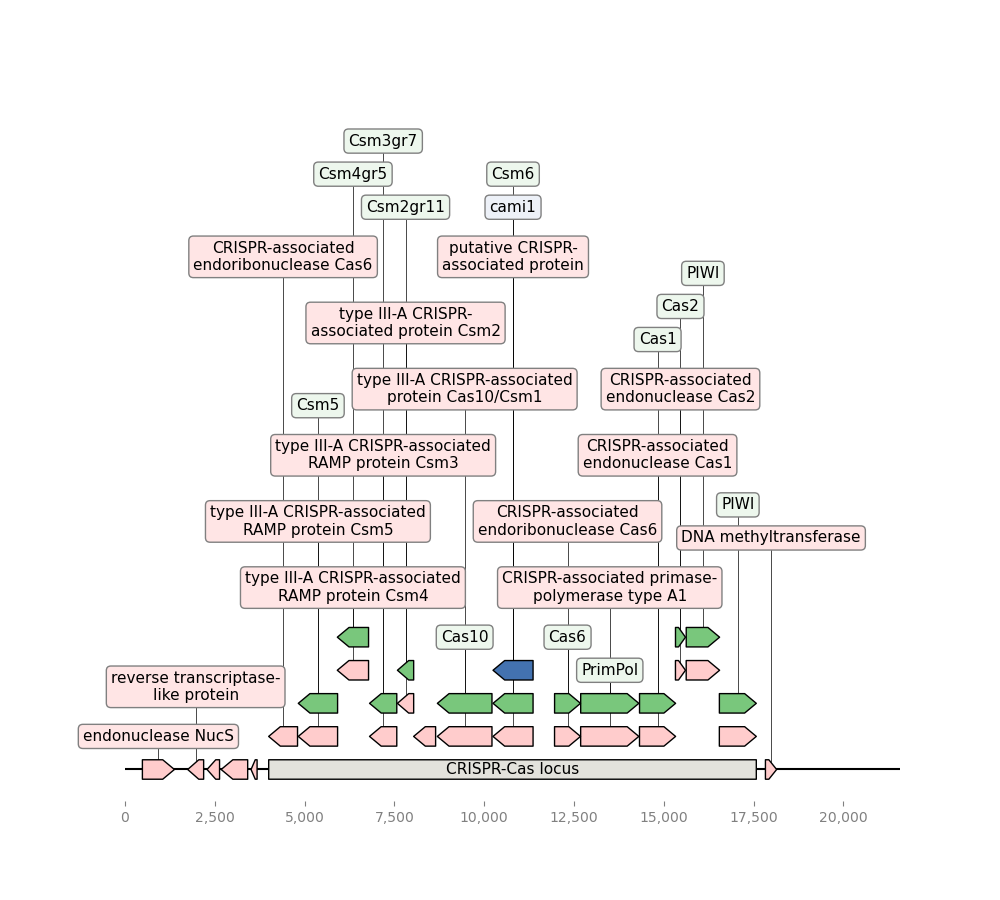 Csm3gr7
Csm4gr5
Csm6
Csm2gr11
cami1
CRISPR-associated
endoribonuclease Cas6
putative CRISPR-
associated protein
PIWI
Cas2
type III-A CRISPR-
associated protein Csm2
Cas1
type III-A CRISPR-associated
protein Cas10/Csm1
CRISPR-associated
endonuclease Cas2
Csm5
type III-A CRISPR-associated
RAMP protein Csm3
CRISPR-associated
endonuclease Cas1
PIWI
type III-A CRISPR-associated
RAMP protein Csm5
CRISPR-associated
endoribonuclease Cas6
DNA methyltransferase
type III-A CRISPR-associated
RAMP protein Csm4
CRISPR-associated primase-
polymerase type A1
Cas10
Cas6
PrimPol
reverse transcriptase-
like protein
endonuclease NucS
CRISPR-Cas locus
0 2,500 5,000 7,500 10,000 12,500 15,000 17,500 20,000